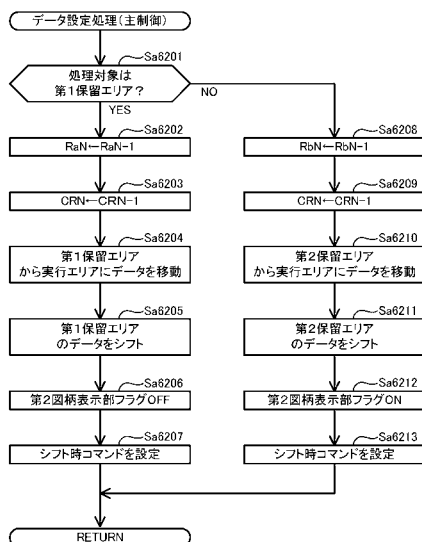 データ設定処理(主制御)
Sa6201
処理対象は
第1保留エリア?
NO
YES
Sa6202
RaN←RaN-1
Sa6203
CRN←CRN-1
Sa6204
第1保留エリア
から実行エリアにデータを移動
Sa6205
第1保留エリア
のデータをシフト
Sa6206
第2図柄表示部フラグOFF
Sa6207
シフト時コマンドを設定
Sa6208
RbN←RbN-1
Sa6209
CRN←CRN-1
Sa6210
第2保留エリア
から実行エリアにデータを移動
Sa6211
第2保留エリア
のデータをシフト
Sa6212
第2図柄表示部フラグON
Sa6213
シフト時コマンドを設定
RETURN